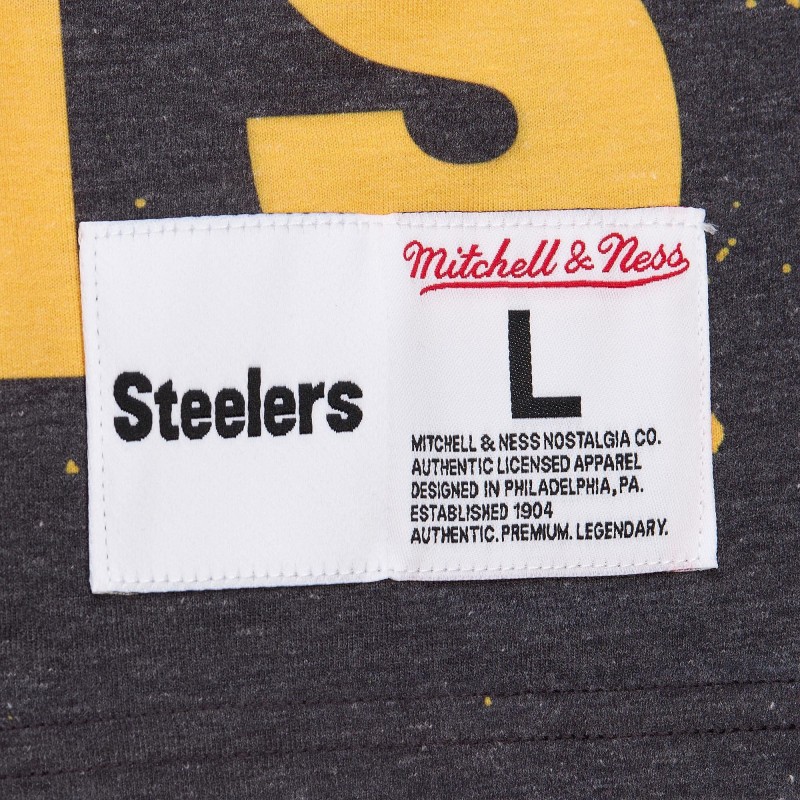 S
Steelers
Mitchell & Ness
L
MITCHELL & NESS NOSTALGIA CO.
AUTHENTIC LICENSED APPAREL
DESIGNED IN PHILADELPHIA, PA.
ESTABLISHED 1904
AUTHENTIC. PREMIUM. LEGENDARY.